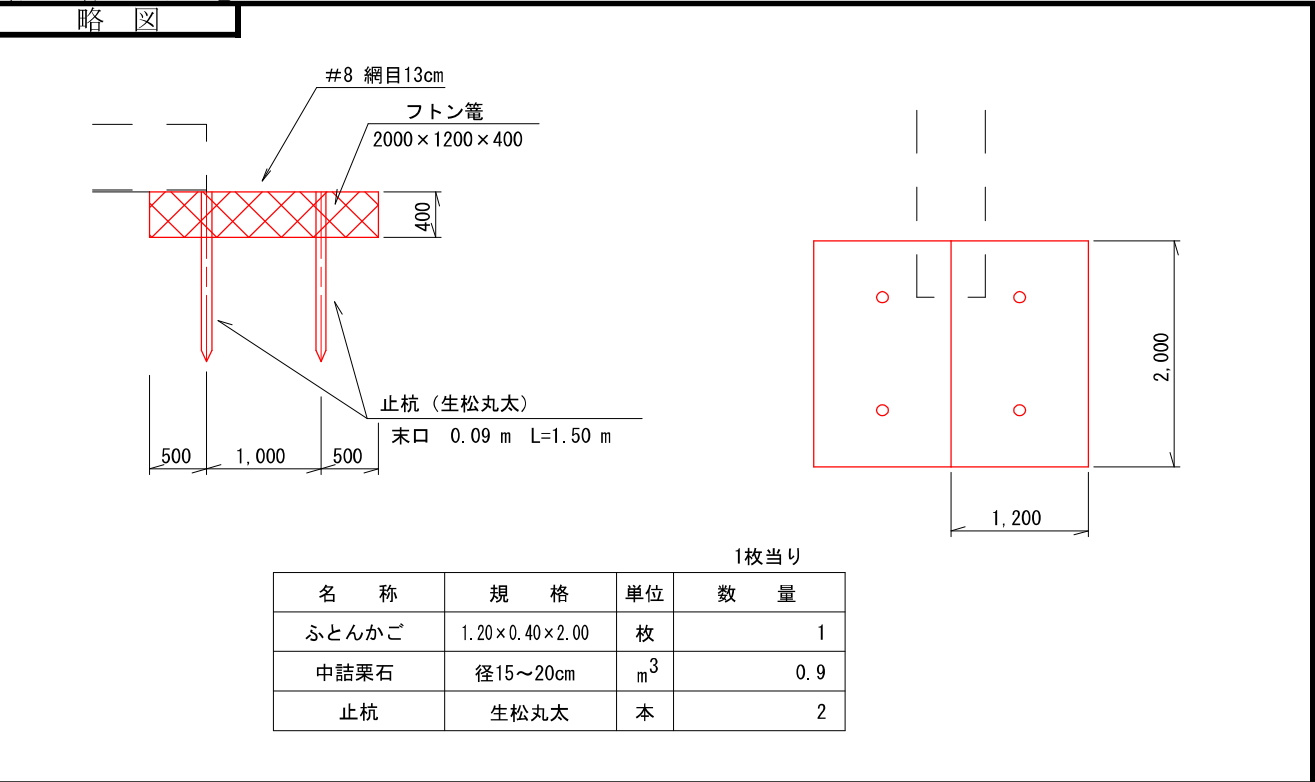 略 図
#8 網目13cm
フトン篭
2000×1200×400
400
止杭（生松丸太）
末口 0.09 m L=1.50 m
500 1,000 500
2,000
1,200
1枚当り
名 称 規 格 単位 数 量
ふとんかご 1.20×0.40×2.00 枚 1
中詰栗石 径15～20cm m3 0.9
止杭 生松丸太 本 2